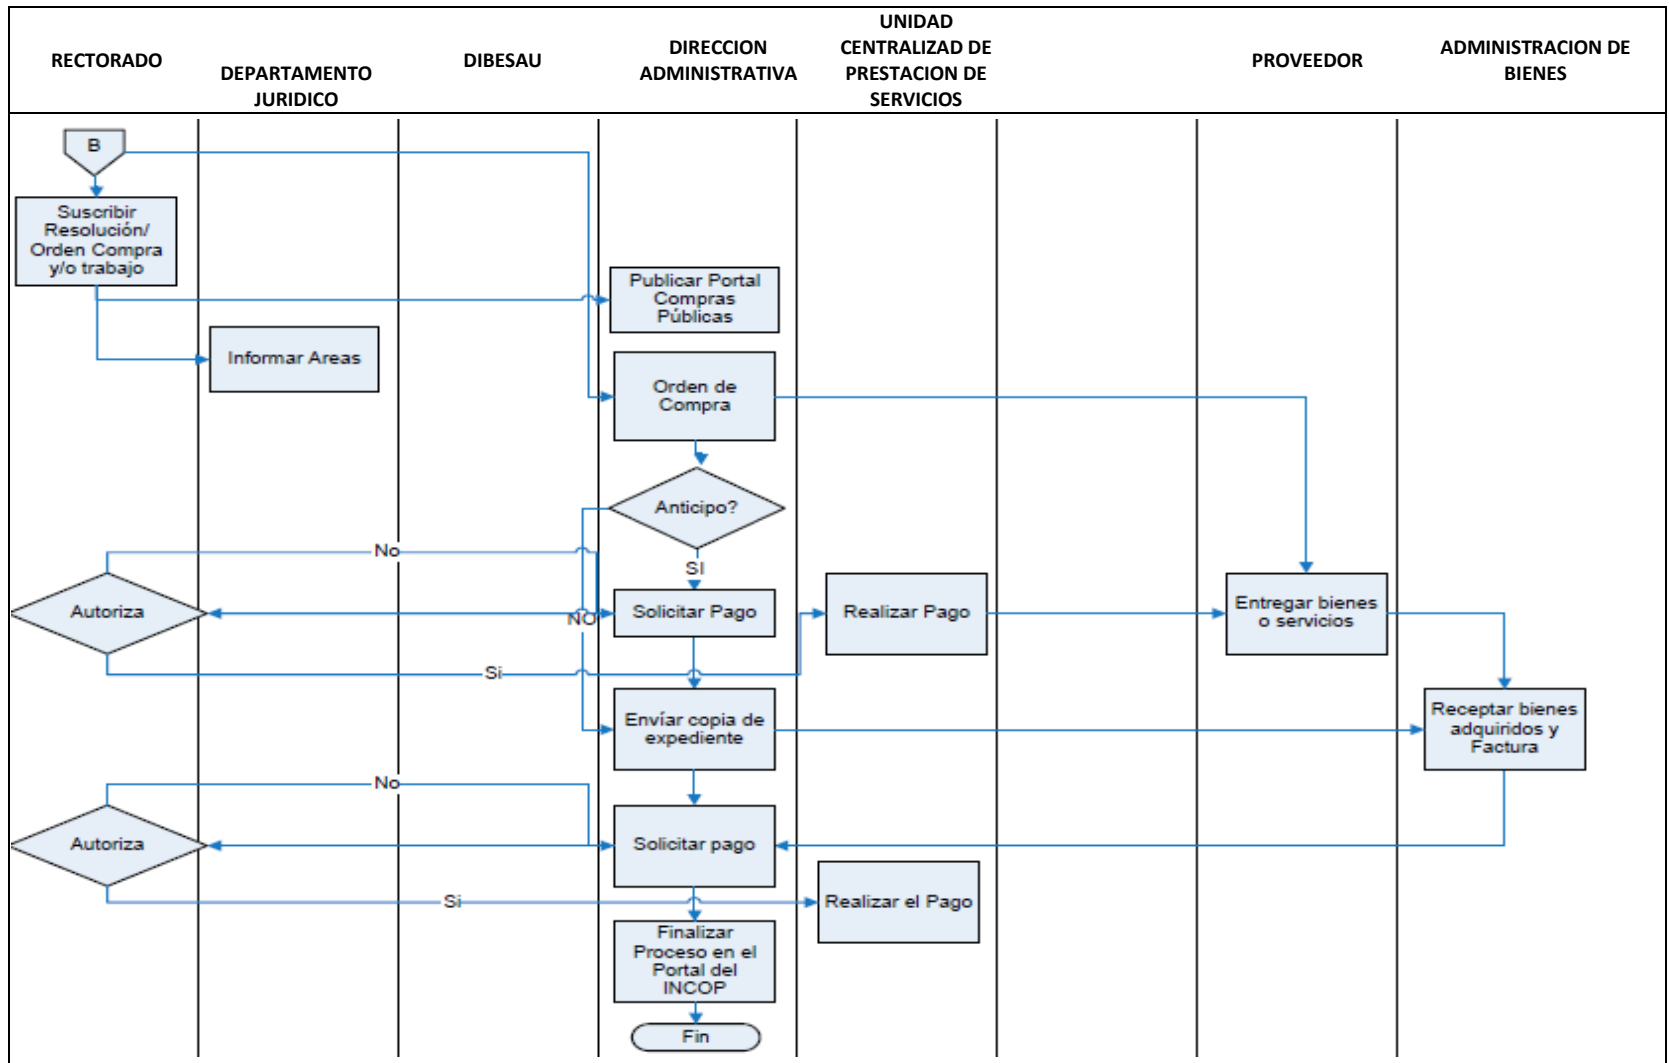 RECTORADO
DEPARTAMENTO
JURIDICO
DIBESAU
DIRECCION
ADMINISTRATIVA
UNIDAD
CENTRALIZAD DE
PRESTACION DE
SERVICIOS
PROVEEDOR
ADMINISTRACION DE
BIENES
B
Suscribir
Resolución/
Orden Compra
y/o trabajo
Publicar Portal
Compras
Públicas
Informar Areas
Orden de
Compra
Anticipo?
No
SI
Autoriza
NO
Solicitar Pago
Realizar Pago
Entregar bienes
o servicios
Si
Envíar copia de
expediente
Receptar bienes
adquiridos y
Factura
No
Autoriza
Solicitar pago
Si
Realizar el Pago
Finalizar
Proceso en el
Portal del
INCOP
Fin